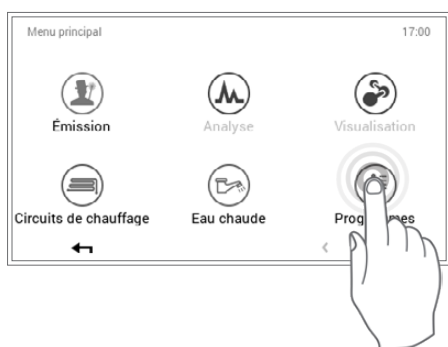 Menu principal 17:00
Émission Analyse Visualisation
Circuits de chauffage Eau chaude